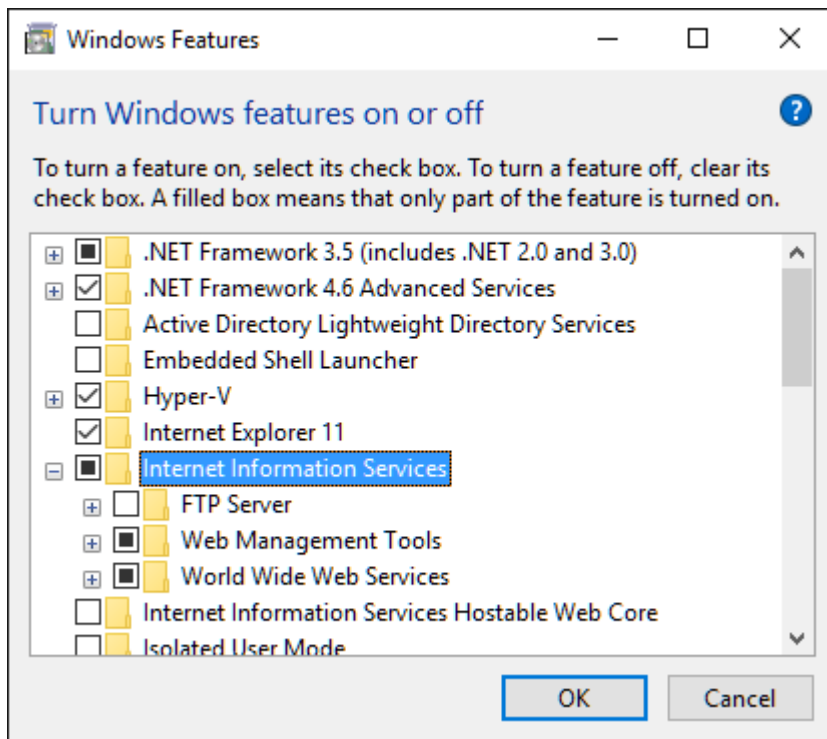 Windows Features
Turn Windows features on or off
?
To turn a feature on, select its check box. To turn a feature off, clear its
check box. A filled box means that only part of the feature is turned on.
.NET Framework 3.5 (includes .NET 2.0 and 3.0)
.NET Framework 4.6 Advanced Services
Active Directory Lightweight Directory Services
Embedded Shell Launcher
Hyper-V
Internet Explorer 11
Internet Information Services
FTP Server
Web Management Tools
World Wide Web Services
Internet Information Services Hostable Web Core
Isolated User Mode
OK
Cancel